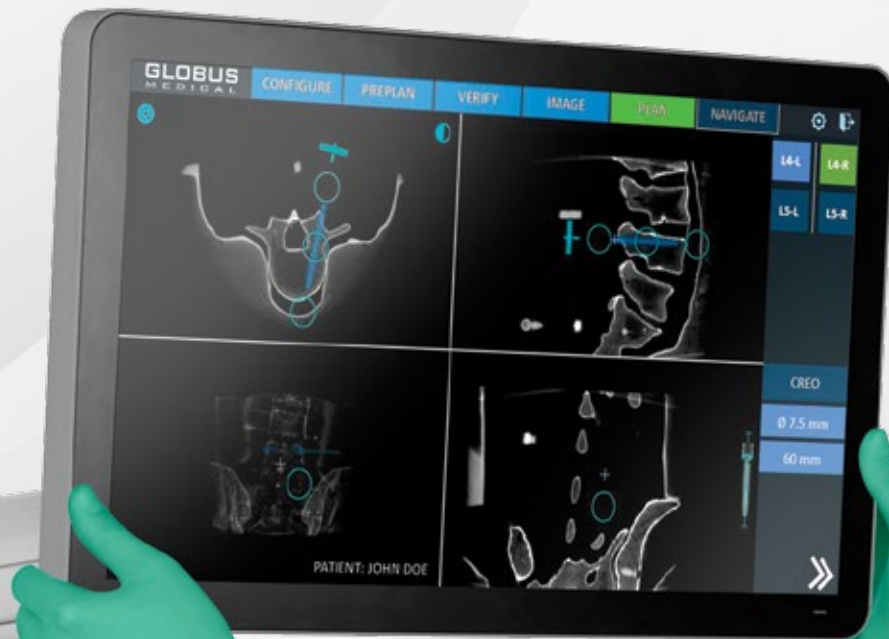 GLOBUS
MEDICAL
CONFIGURE
PREPLAN
VERIFY
IMAGE
PLAN
NAVIGATE
L4-L
L4-R
L5-L
L5-R
CREO
Ø 7.5 mm
60 mm
PATIENT: JOHN DOE